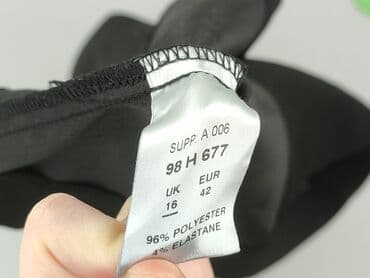 SUPP: A 006
98 H 677
UK EUR
16 42
96% POLYESTER
4% ELASTANE